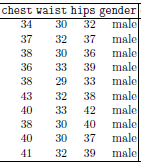 chest waist hips gender
34 30 32 male
37 32 37 male
38 30 36 male
36 33 39 male
38 29 33 male
43 32 38 male
40 33 42 male
38 30 40 male
40 30 37 male
41 32 39 male